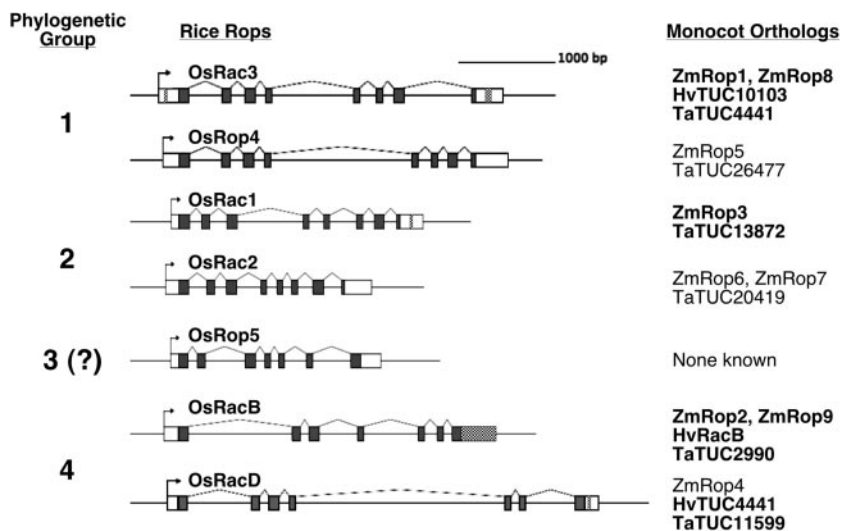 Phylogenetic
Group
Rice Rops
Monocot Orthologs
1000 bp
1
OsRac3
ZmRop1, ZmRop8
HvTUC10103
TaTUC4441
OsRop4
ZmRop5
TaTUC26477
2
OsRac1
ZmRop3
TaTUC13872
OsRac2
ZmRop6, ZmRop7
TaTUC20419
3 (?)
OsRop5
None known
4
OsRacB
ZmRop2, ZmRop9
HvRacB
TaTUC2990
OsRacD
ZmRop4
HvTUC4441
TaTUC11599